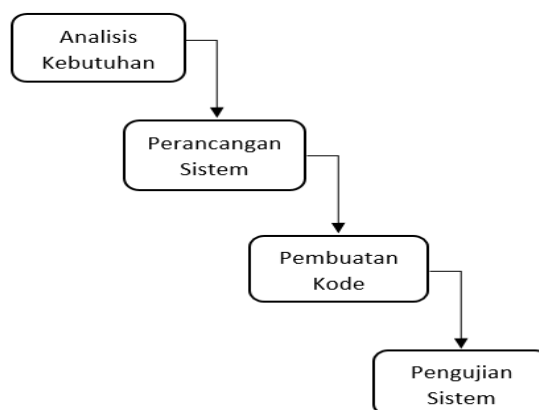 Analisis
Kebutuhan
Perancangan
Sistem
Pembuatan
Kode
Pengujian
Sistem